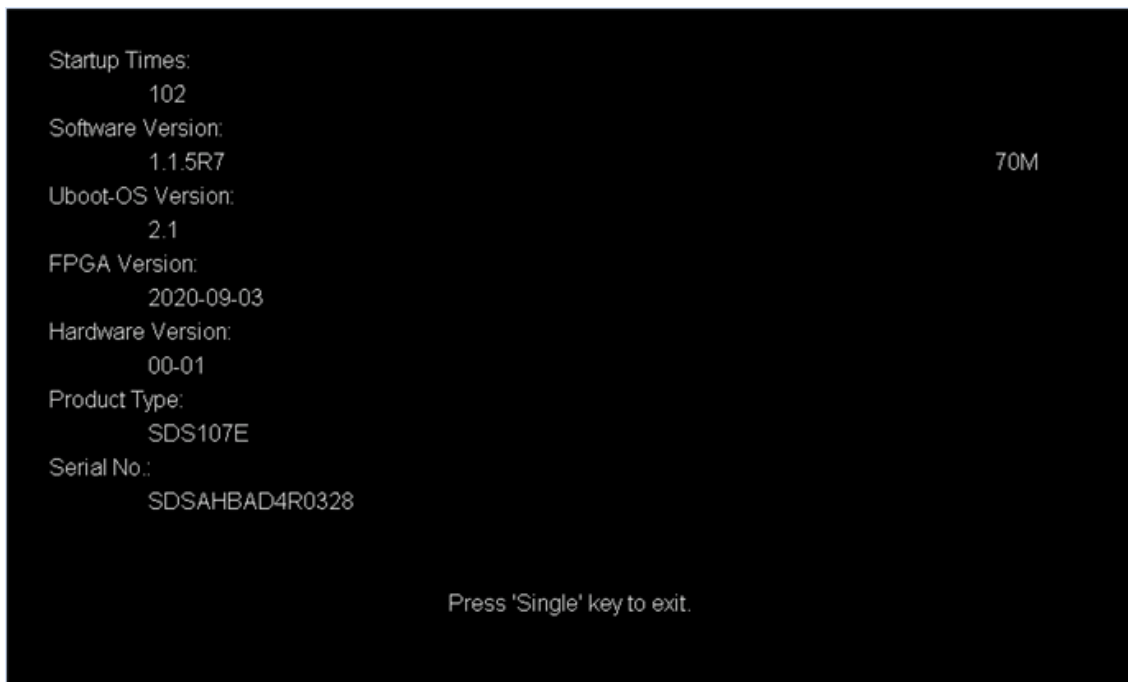 Startup Times:
102
Software Version:
1.1.5R7 70M
Uboot-OS Version:
2.1
FPGA Version:
2020-09-03
Hardware Version:
00-01
Product Type:
SDS107E
Serial No.:
SDSAHBAD4R0328
Press 'Single' key to exit.